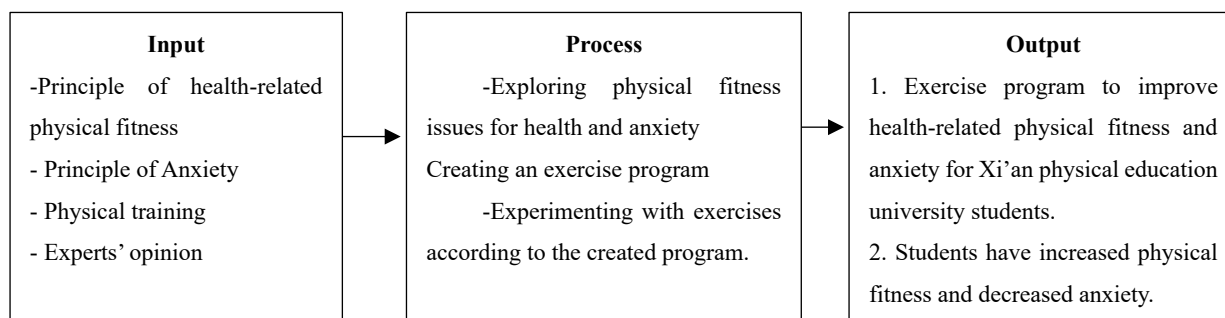 Input
-Principle of health-related
physical fitness
- Principle of Anxiety
- Physical training
- Experts’ opinion
Process
-Exploring physical fitness
issues for health and anxiety
Creating an exercise program
-Experimenting with exercises
according to the created program.
Output
1. Exercise program to improve
health-related physical fitness and
anxiety for Xi’an physical education
university students.
2. Students have increased physical
fitness and decreased anxiety.